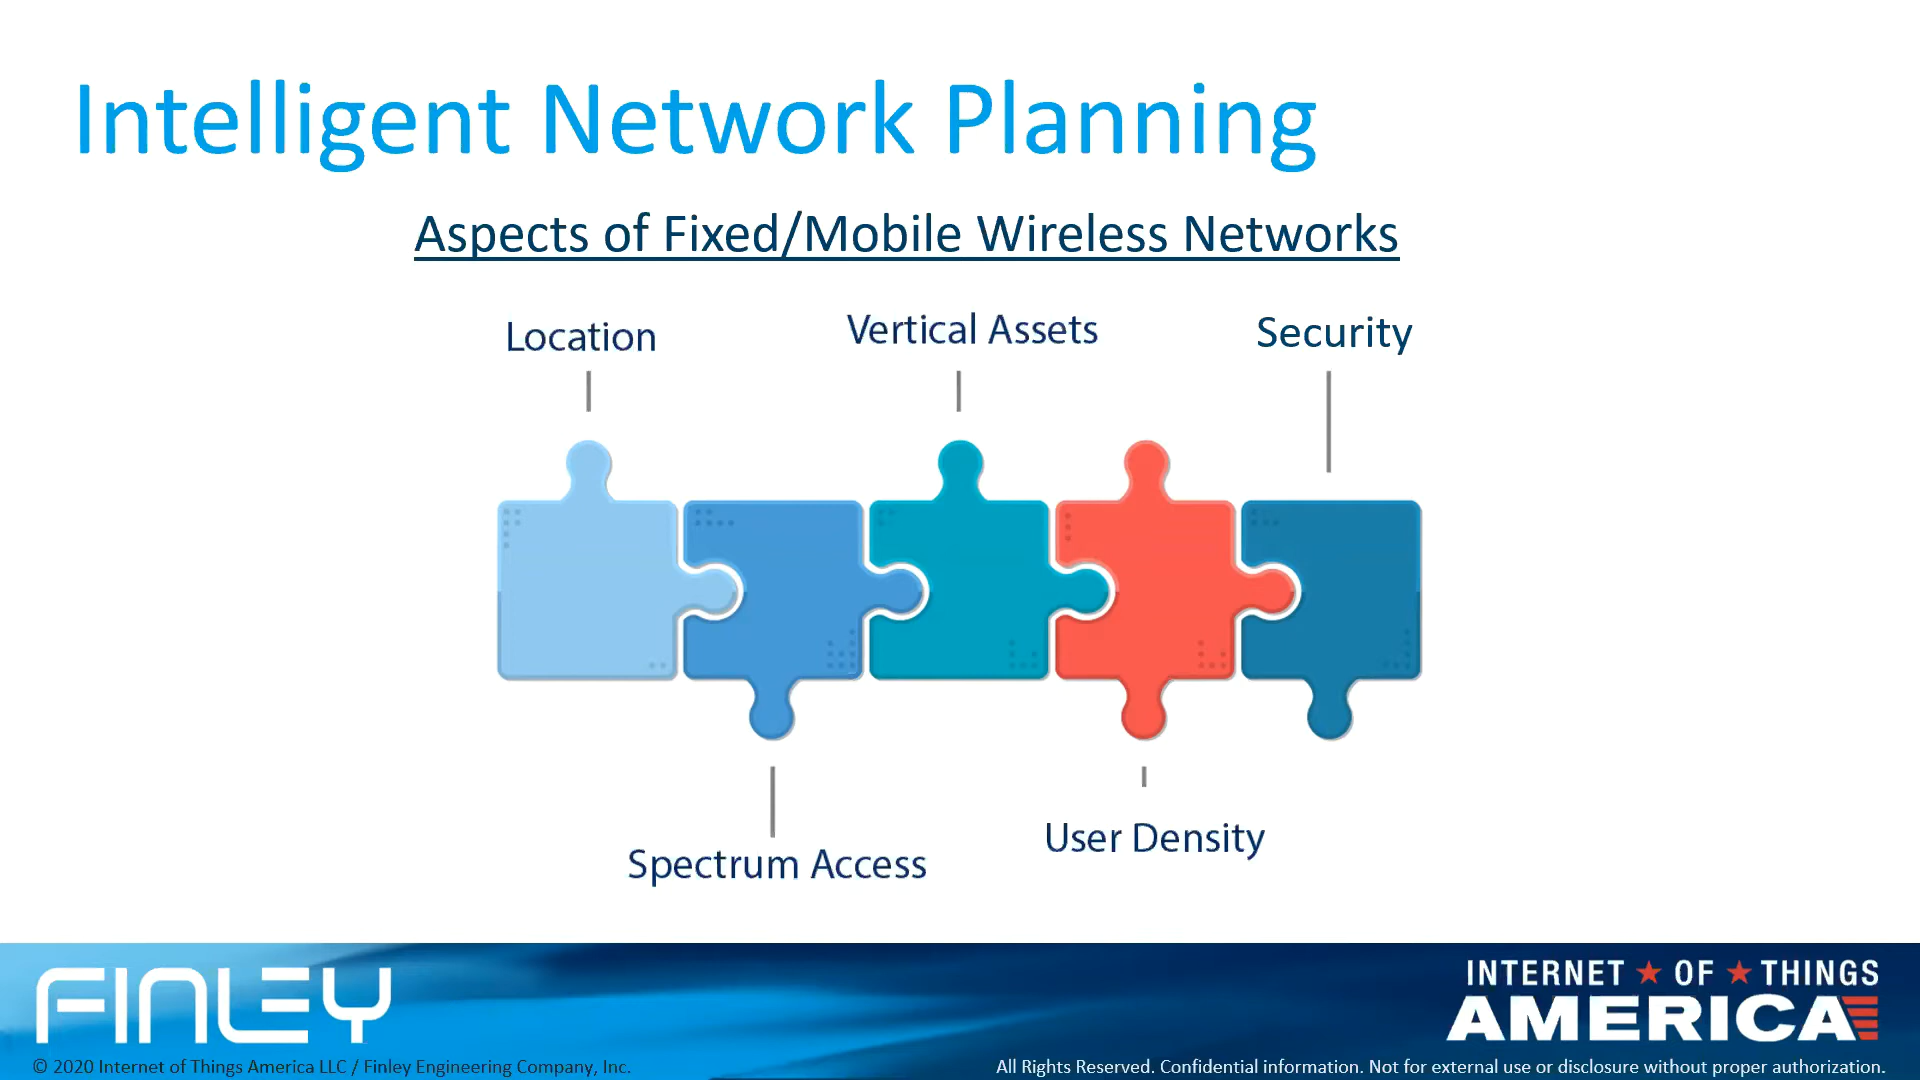 Intelligent Network Planning
Aspects of Fixed/Mobile Wireless Networks
Location
Vertical Assets
Security
Spectrum Access
User Density
FINLEY
INTERNET ★ OF ★ THINGS
AMERICA
© 2020 Internet of Things America LLC / Finley Engineering Company, Inc.
All Rights Reserved. Confidential information. Not for external use or disclosure without proper authorization.